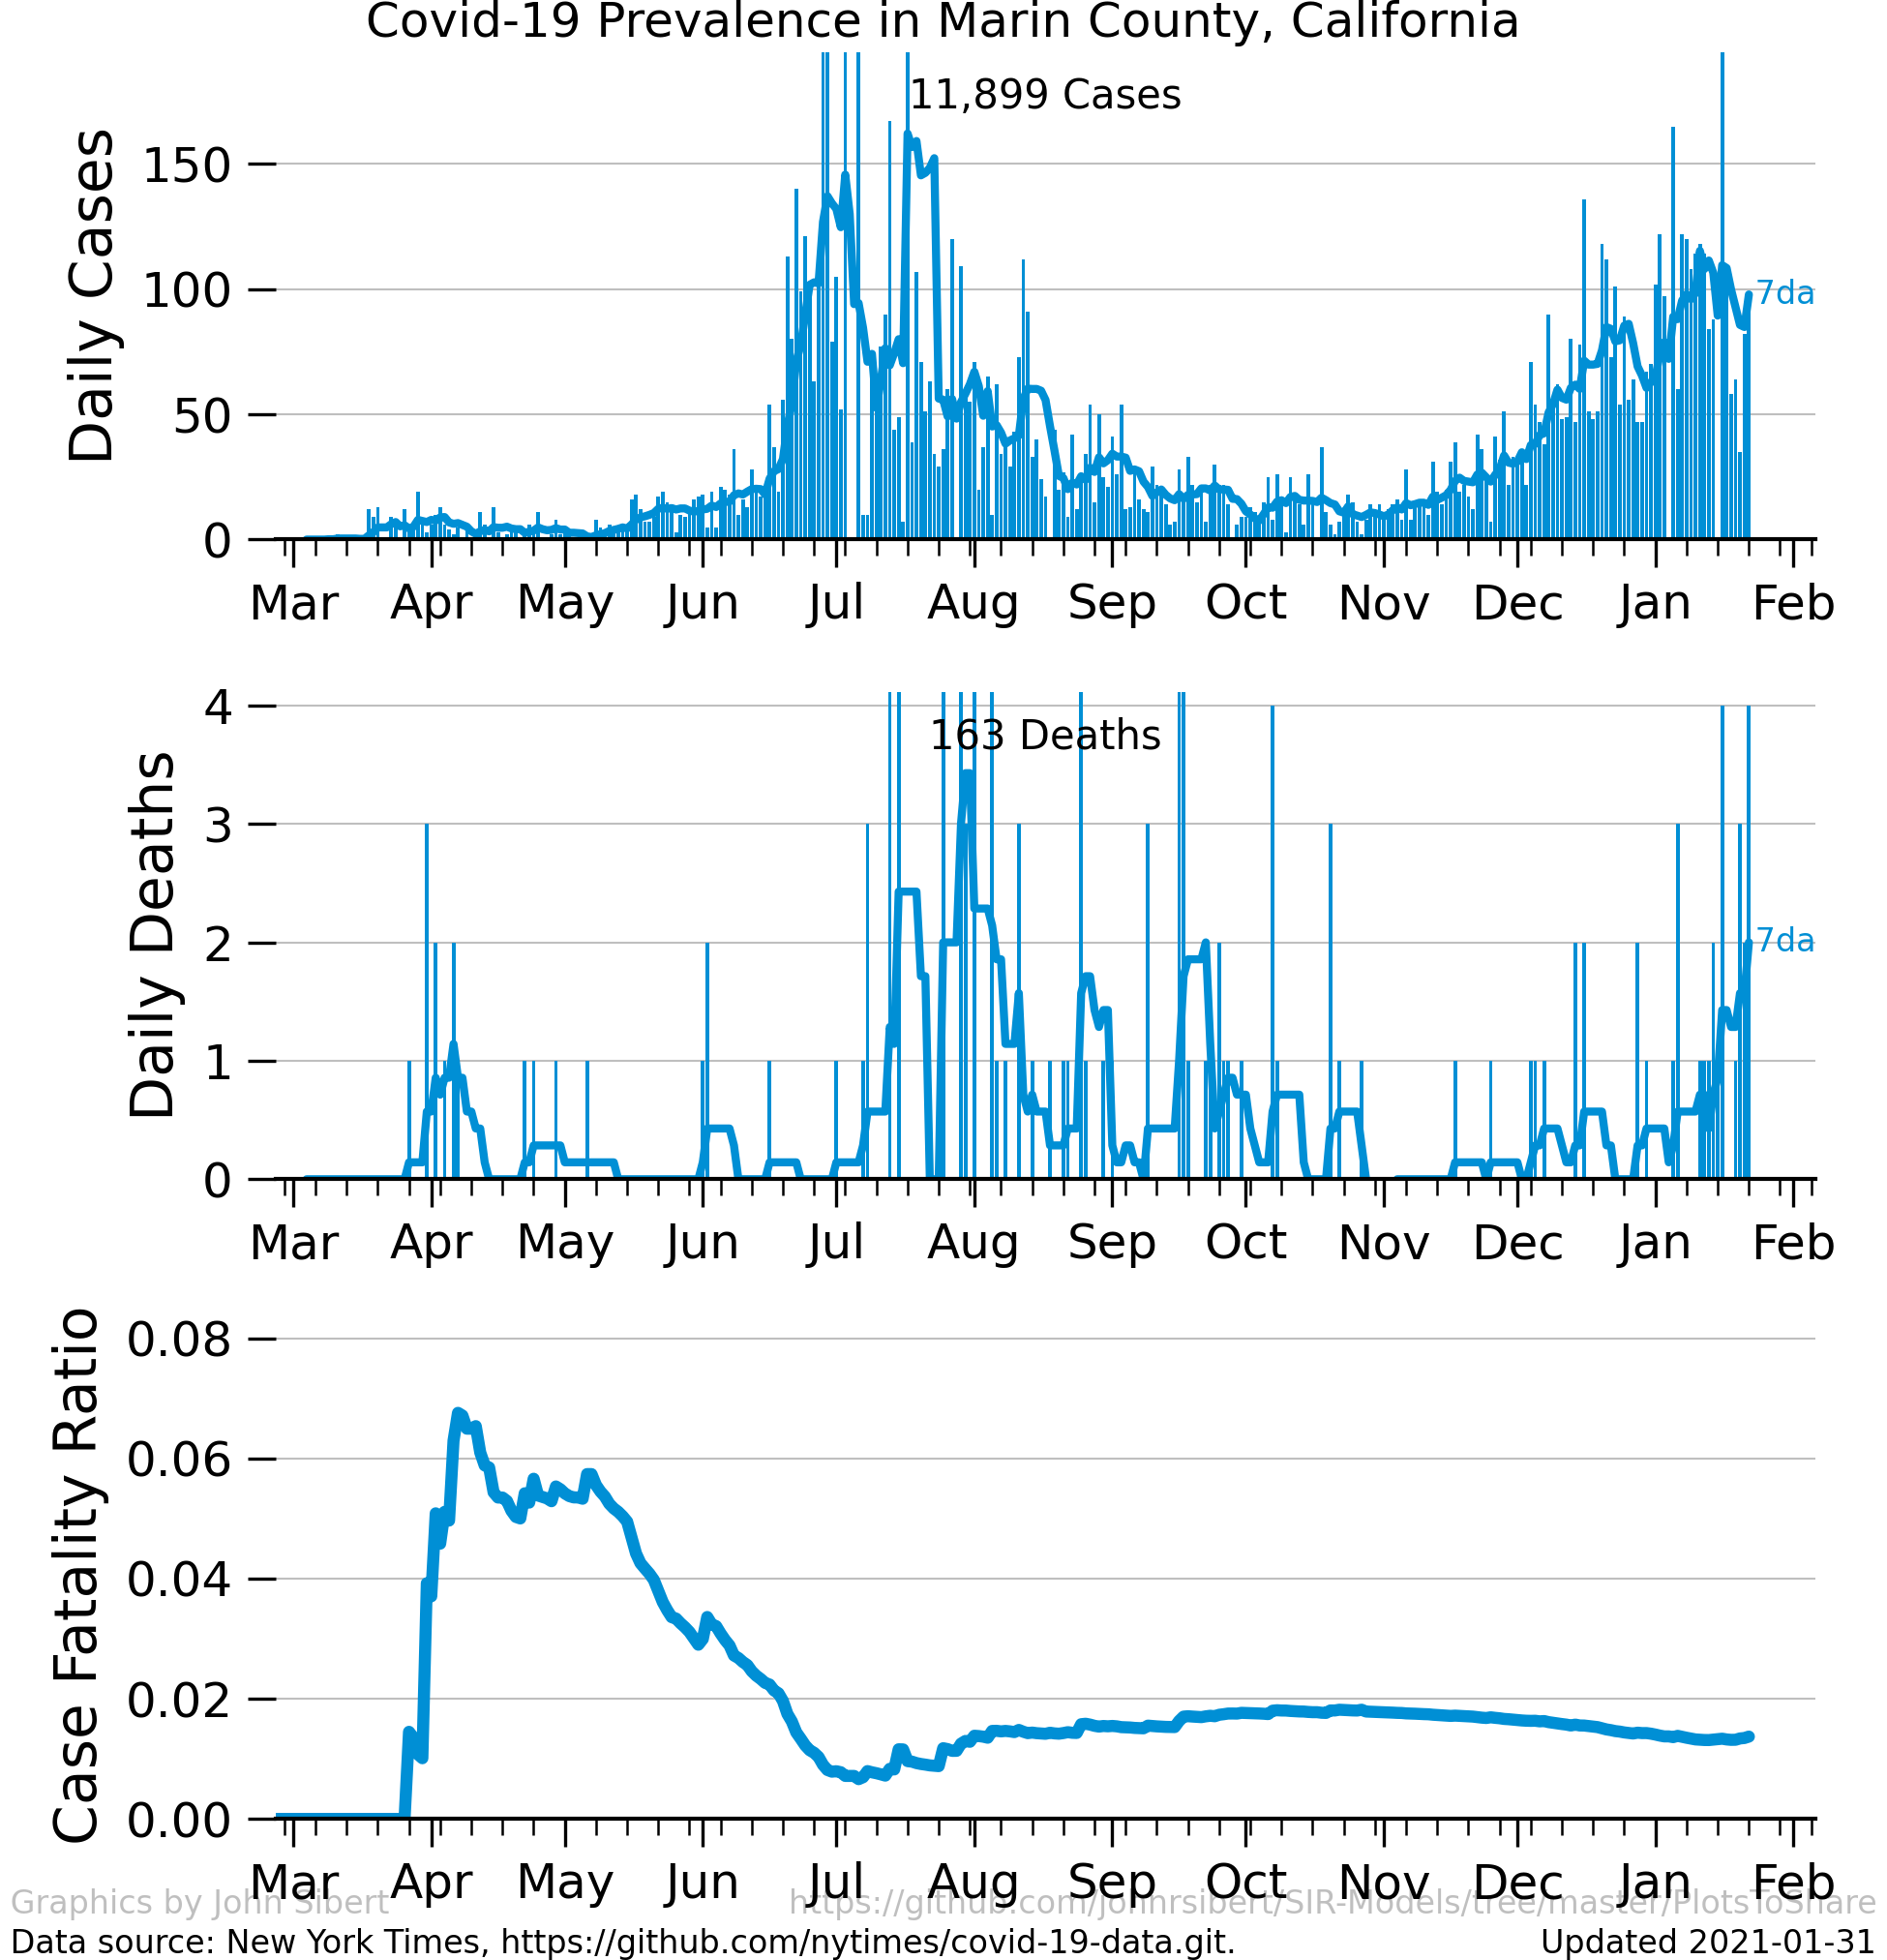 Covid-19 Prevalence in Marin County, California
11,899 Cases
Daily Cases
150
100
50
0
7da
Mar Apr May Jun Jul Aug Sep Oct Nov Dec Jan Feb
163 Deaths
Daily Deaths
4
3
2
1
0
7da
Mar Apr May Jun Jul Aug Sep Oct Nov Dec Jan Feb
Case Fatality Ratio
0.08
0.06
0.04
0.02
0.00
Mar Apr May Jun Jul Aug Sep Oct Nov Dec Jan Feb
Graphics by John Sibert
https://github.com/johnrsibert/SIR-Models/tree/master/PlotsToShare
Data source: New York Times, https://github.com/nytimes/covid-19-data.git.
Updated 2021-01-31